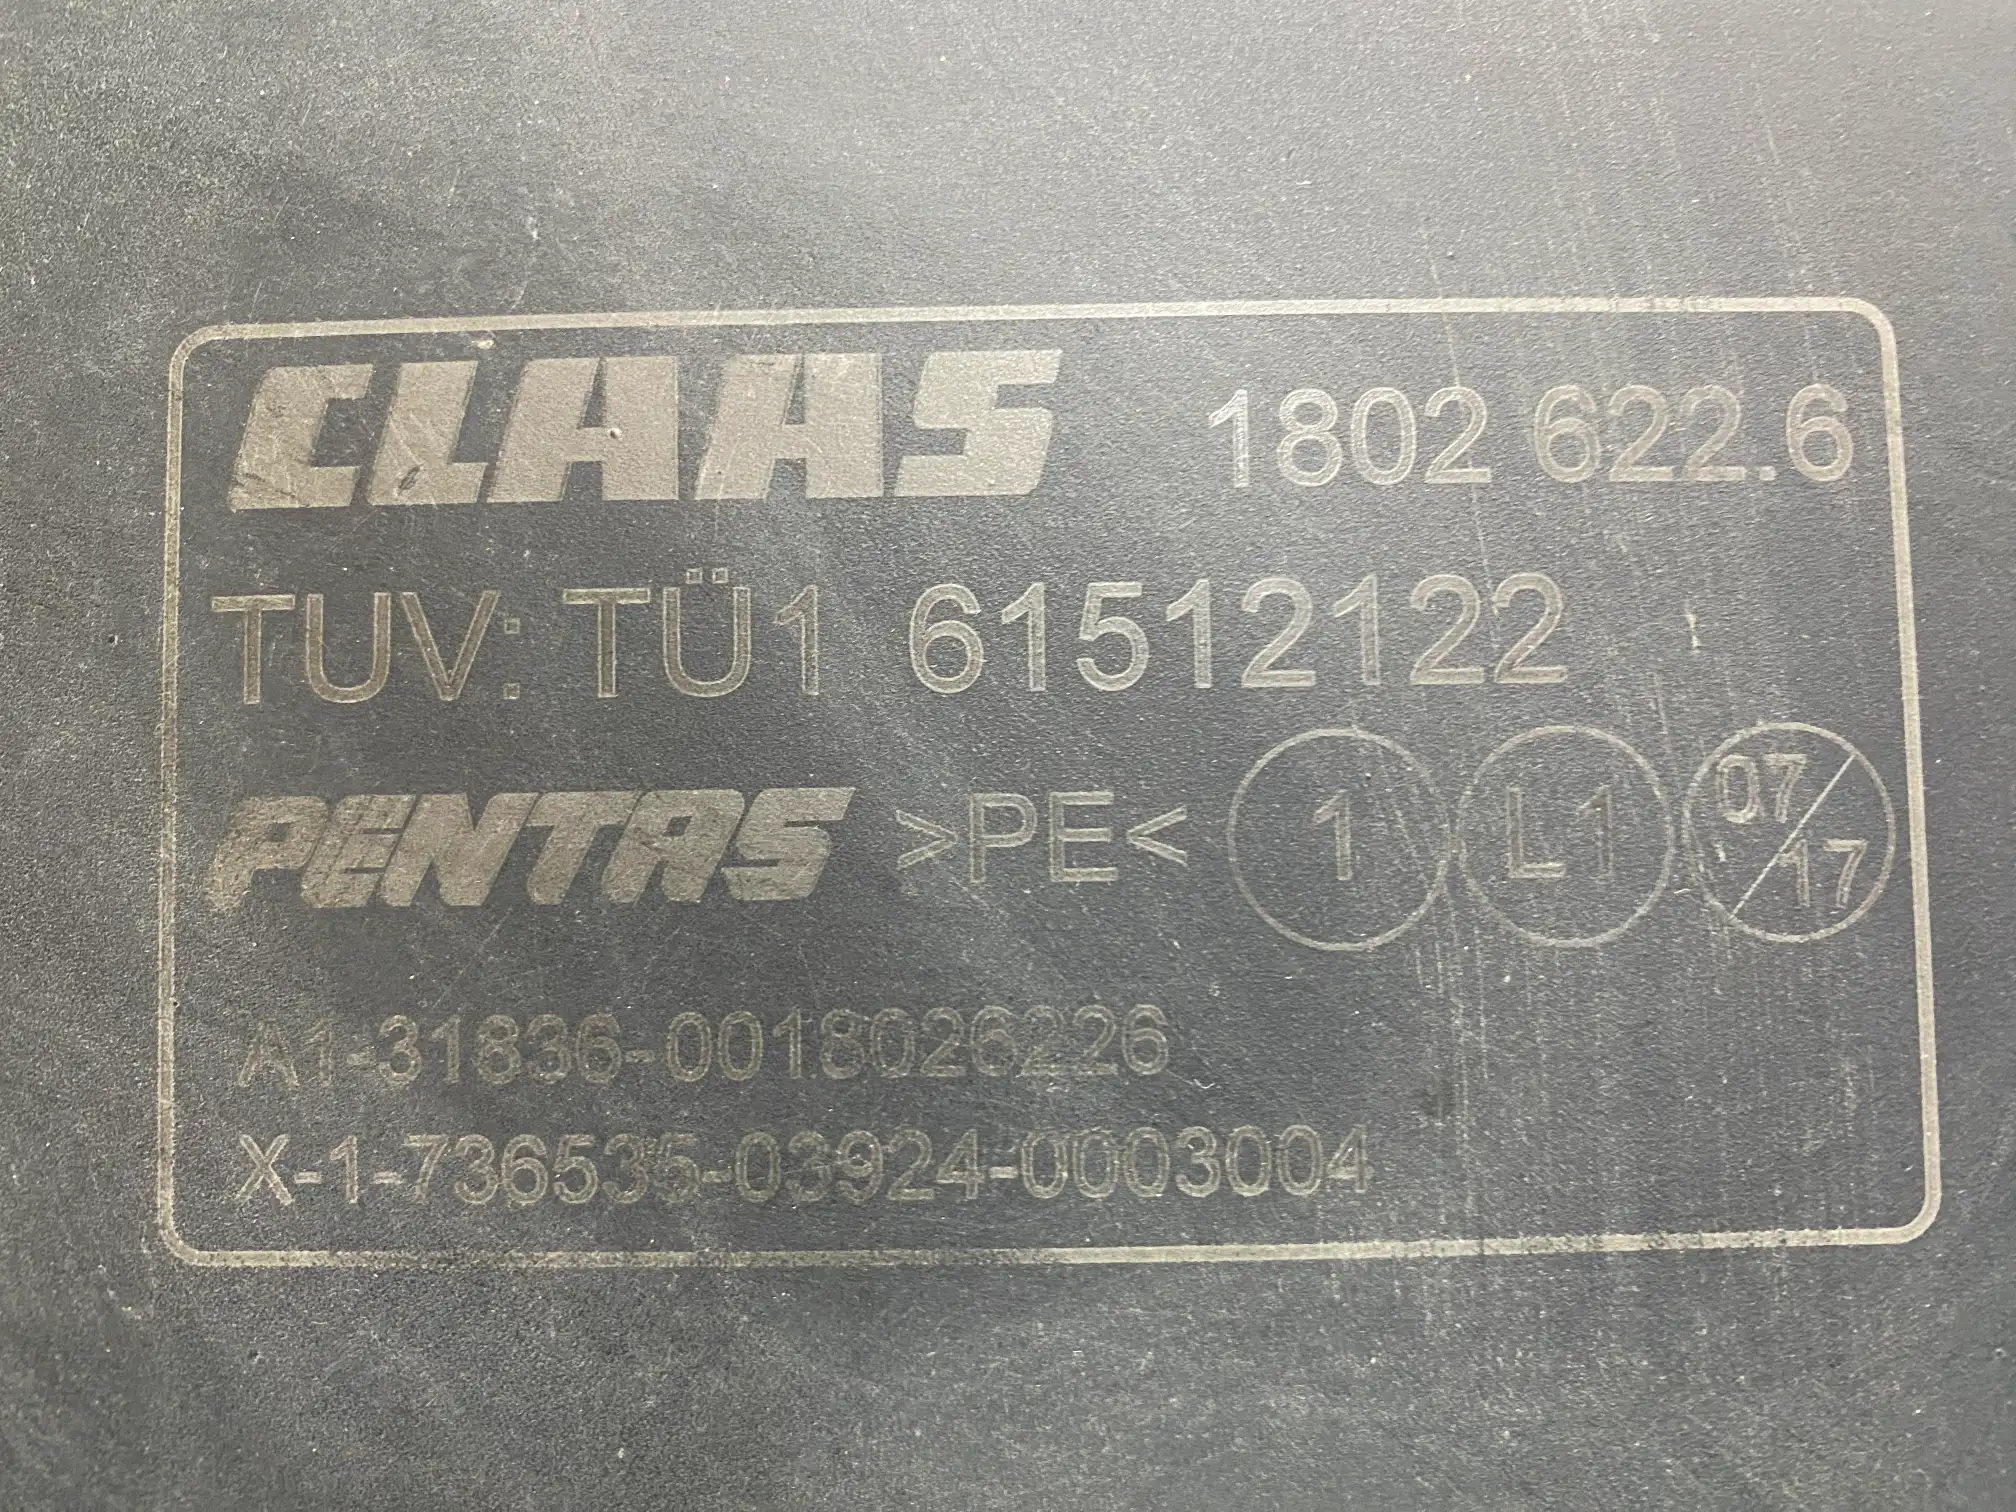 CLAAS 1802 622.6
TUV: TÜ1 61512122
PENTAS >PE< 1 L1 07/17
A1-31836-0018026226
X-1-736535-03924-0003004